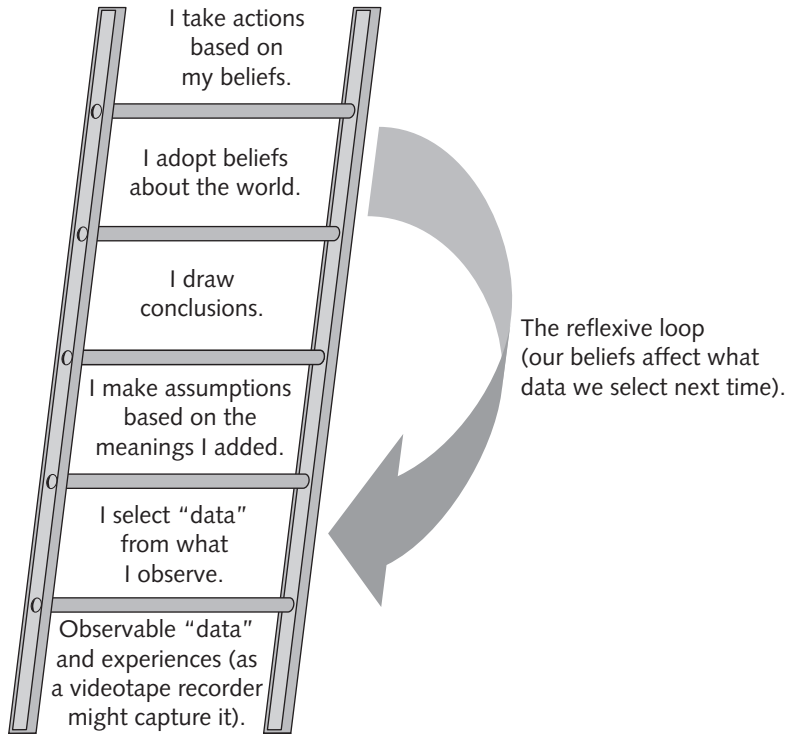 I take actions
based on
my beliefs.
I adopt beliefs
about the world.
I draw
conclusions.
I make assumptions
based on the
meanings I added.
I select “data”
from what
I observe.
Observable “data”
and experiences (as
a videotape recorder
might capture it).
The reflexive loop
(our beliefs affect what
data we select next time).